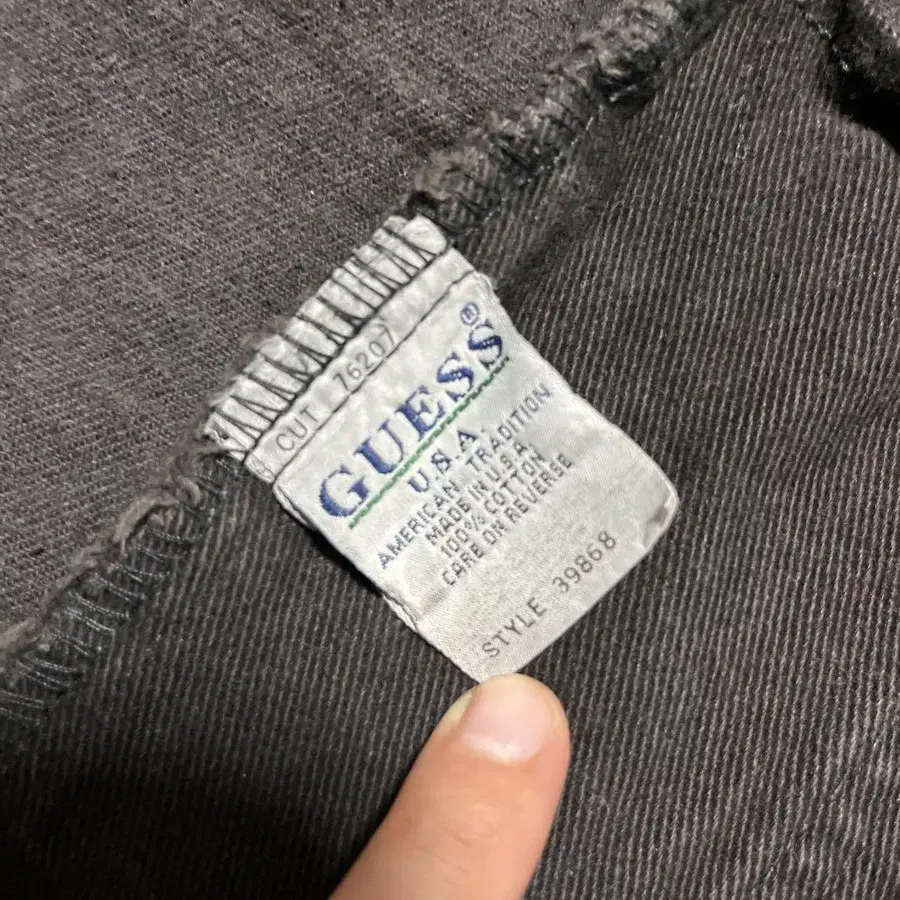 CUT 76207
GUESS®
U.S.A.
AMERICAN TRADITION
MADE IN U.S.A.
100% COTTON
CARE ON REVERSE
STYLE 39868